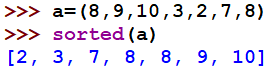 >>> a=(8,9,10,3,2,7,8)
>>> sorted(a)
[2, 3, 7, 8, 8, 9, 10]